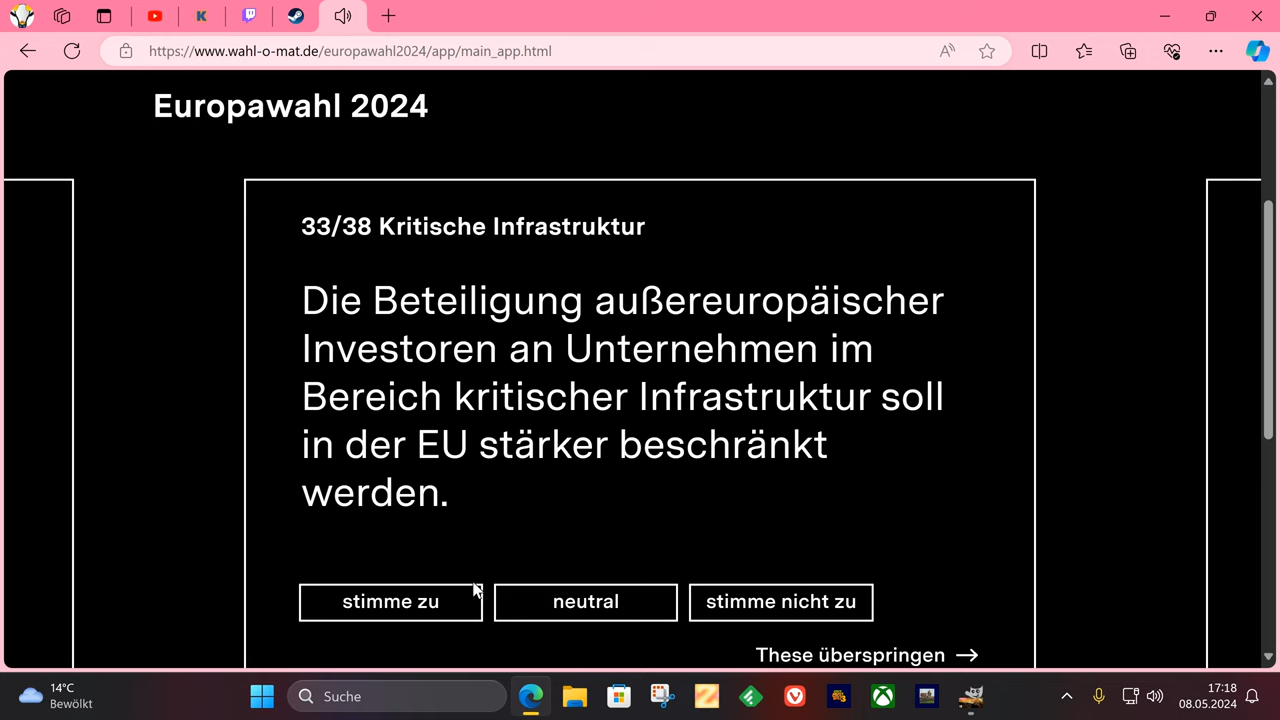 https://www.wahl-o-mat.de/europawahl2024/app/main_app.html
Europawahl 2024
33/38 Kritische Infrastruktur
Die Beteiligung außereuropäischer
Investoren an Unternehmen im
Bereich kritischer Infrastruktur soll
in der EU stärker beschränkt
werden.
stimme zu
neutral
stimme nicht zu
These überspringen →
14°C
Bewölkt
Suche
17:18
08.05.2024